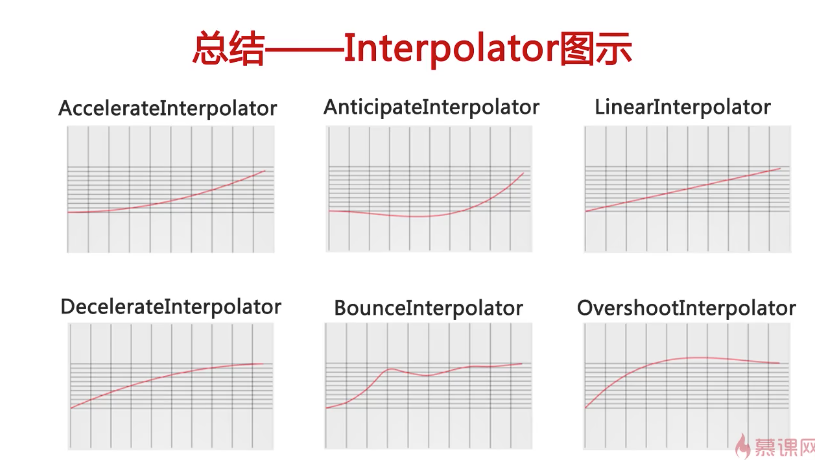 总结——Interpolator图示
AccelerateInterpolator
AnticipateInterpolator
LinearInterpolator
DecelerateInterpolator
BounceInterpolator
OvershootInterpolator
慕课网